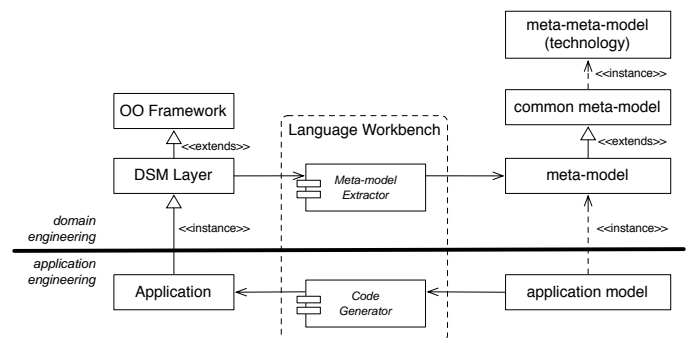 meta-meta-model
(technology)
<<instance>>
OO Framework
common meta-model
Language Workbench
<<extends>>
<<extends>>
DSM Layer
Meta-model
Extractor
meta-model
domain
engineering
<<instance>>
<<instance>>
application
engineering
Application
Code
Generator
application model